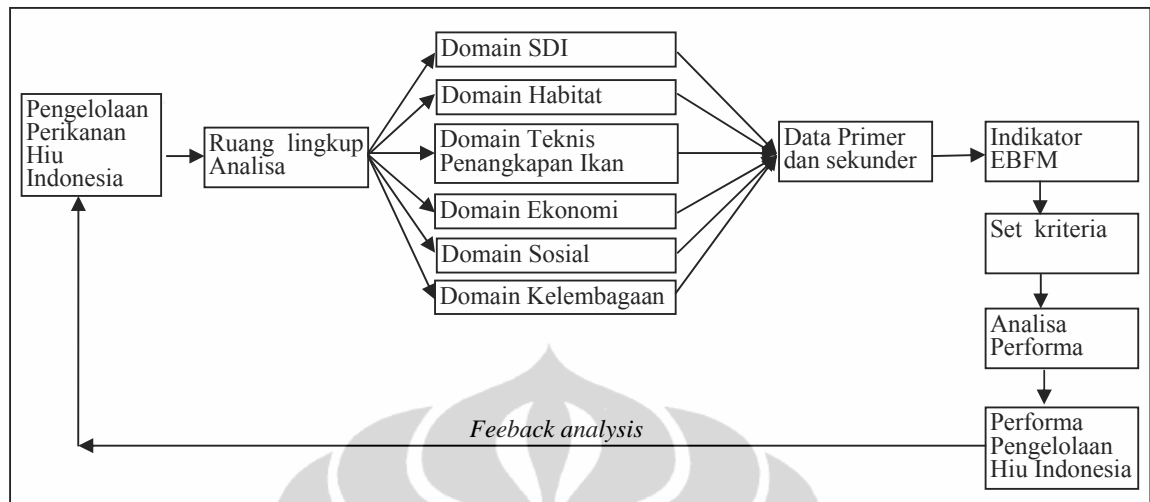 Pengelolaan
Perikanan
Hiu
Indonesia
Ruang lingkup
Analisa
Domain SDI
Domain Habitat
Domain Teknis
Penangkapan Ikan
Domain Ekonomi
Domain Sosial
Domain Kelembagaan
Data Primer
dan sekunder
Indikator
EBFM
Set kriteria
Analisa
Performa
Performa
Pengelolaan
Hiu Indonesia
Feeback analysis